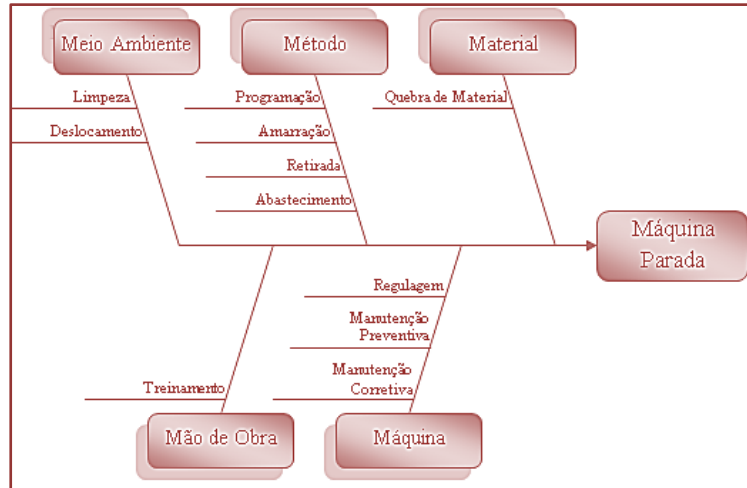 Meio Ambiente
Método
Material
Limpeza
Deslocamento
Programação
Amarração
Retirada
Abastecimento
Quebra de Material
Máquina
Parada
Regulagem
Manutenção
Preventiva
Manutenção
Corretiva
Treinamento
Mão de Obra
Máquina